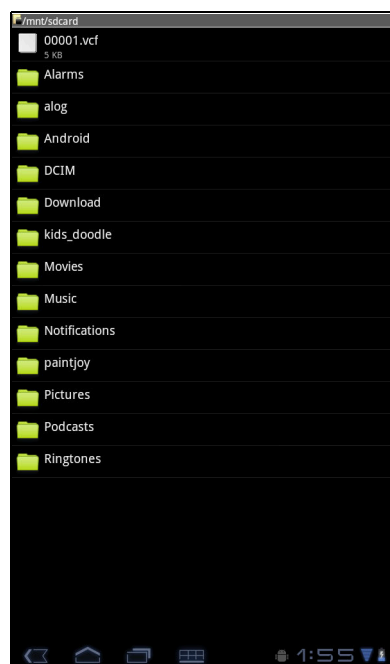 /mnt/sdcard
00001.vcf
5 KB
Alarms
alog
Android
DCIM
Download
kids_doodle
Movies
Music
Notifications
paintjoy
Pictures
Podcasts
Ringtones
1:55